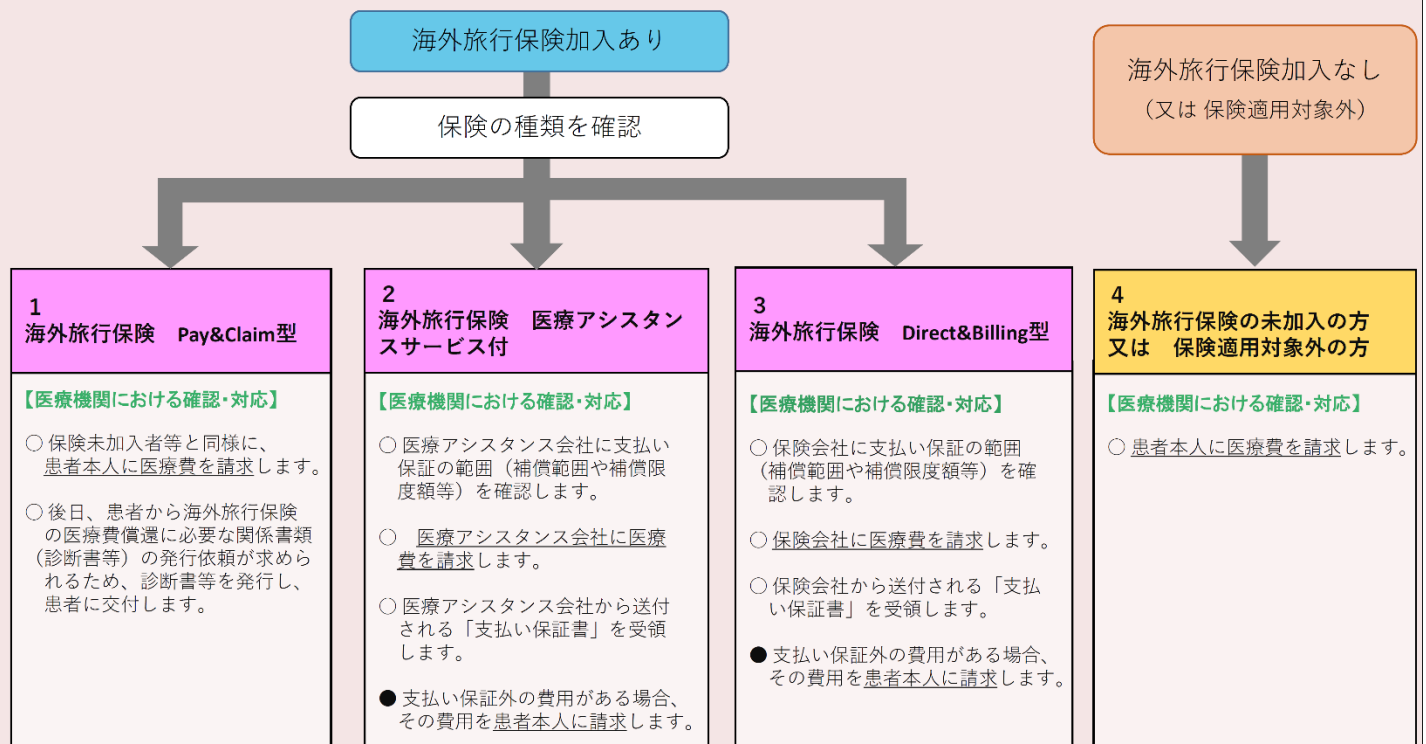 海外旅行保険加入あり
保険の種類を確認
海外旅行保険加入なし
（又は 保険適用対象外）
1
海外旅行保険　Pay&Claim型
【医療機関における確認・対応】
○ 保険未加入者等と同様に、
患者本人に医療費を請求します。
○ 後日、患者から海外旅行保険
の医療費償還に必要な関係書類
（診断書等）の発行依頼が求めら
れるため、診断書等を発行し、
患者に交付します。
2
海外旅行保険　医療アシスタン
スサービス付
【医療機関における確認・対応】
○ 医療アシスタンス会社に支払い
保証の範囲（補償範囲や補償限
度額等）を確認します。
○　医療アシスタンス会社に医療
費を請求します。
○ 医療アシスタンス会社から送付
される「支払い保証書」を受領
します。
● 支払い保証外の費用がある場合、
その費用を患者本人に請求します。
3
海外旅行保険　Direct&Billing型
【医療機関における確認・対応】
○ 保険会社に支払い保証の範囲
（補償範囲や補償限度額等）を確
認します。
○ 保険会社に医療費を請求します。
○ 保険会社から送付される「支払
い保証書」を受領します。
● 支払い保証外の費用がある場合、
その費用を患者本人に請求します。
4
海外旅行保険の未加入の方
又は　保険適用対象外の方
【医療機関における確認・対応】
○ 患者本人に医療費を請求します。